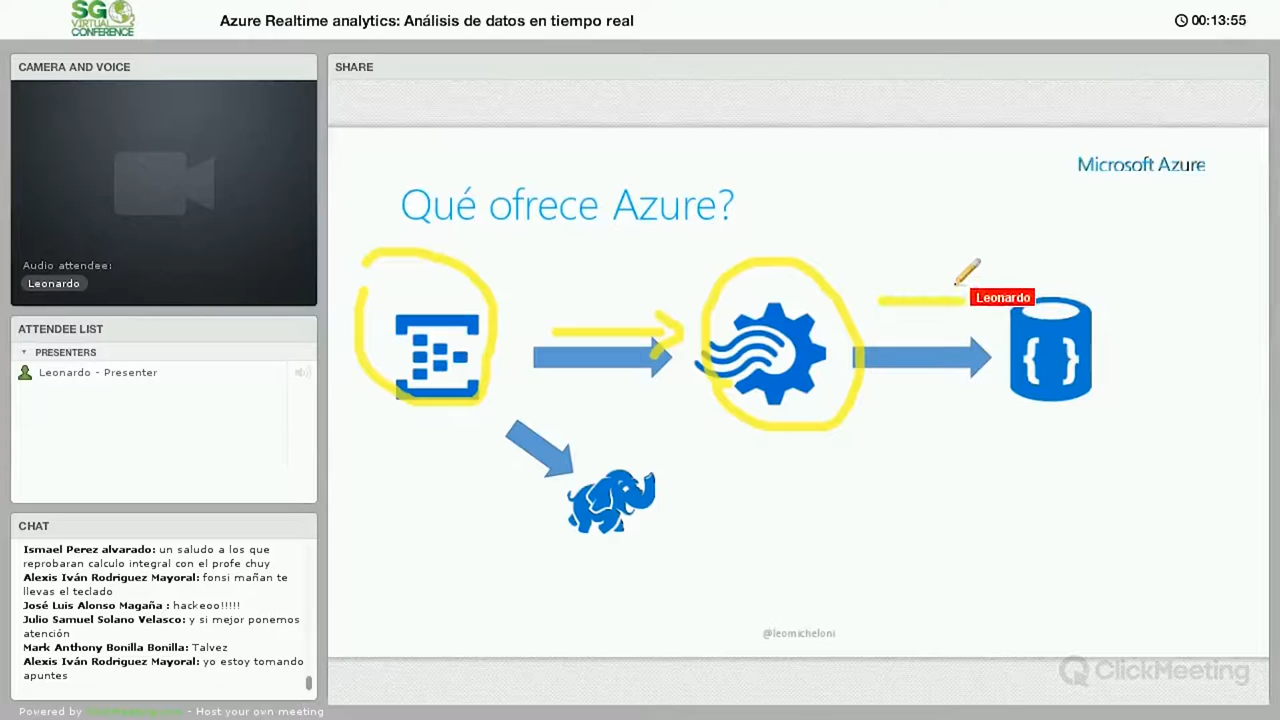 SG
VIRTUAL
CONFERENCE
Azure Realtime analytics: Análisis de datos en tiempo real
00:13:55
CAMERA AND VOICE
Audio attendee:
Leonardo
ATTENDEE LIST
PRESENTERS
Leonardo - Presenter
CHAT
Ismael Perez alvarado: un saludo a los que
reprobaran calculo integral con el profe chuy
Alexis Iván Rodriguez Mayoral: fonsi mañan te
llevas el teclado
José Luis Alonso Magaña : hackeoo!!!!!
Julio Samuel Solano Velasco: y si mejor ponemos
atención
Mark Anthony Bonilla Bonilla: Talvez
Alexis Iván Rodriguez Mayoral: yo estoy tomando
apuntes
Powered by ClickMeeting.com - Host your own meeting
SHARE
Microsoft Azure
Qué ofrece Azure?
Leonardo
{ }
@leomicheloni
ClickMeeting